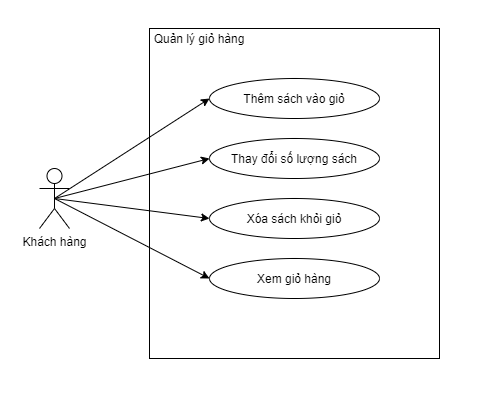 Quản lý giỏ hàng
Thêm sách vào giỏ
Thay đổi số lượng sách
Xóa sách khỏi giỏ
Khách hàng
Xem giỏ hàng